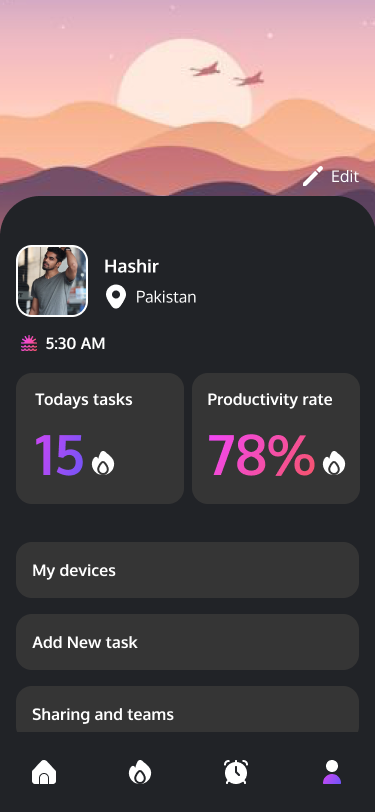 Edit
Hashir
Pakistan
5:30 AM
Todays tasks
15
Productivity rate
78%
My devices
Add New task
Sharing and teams